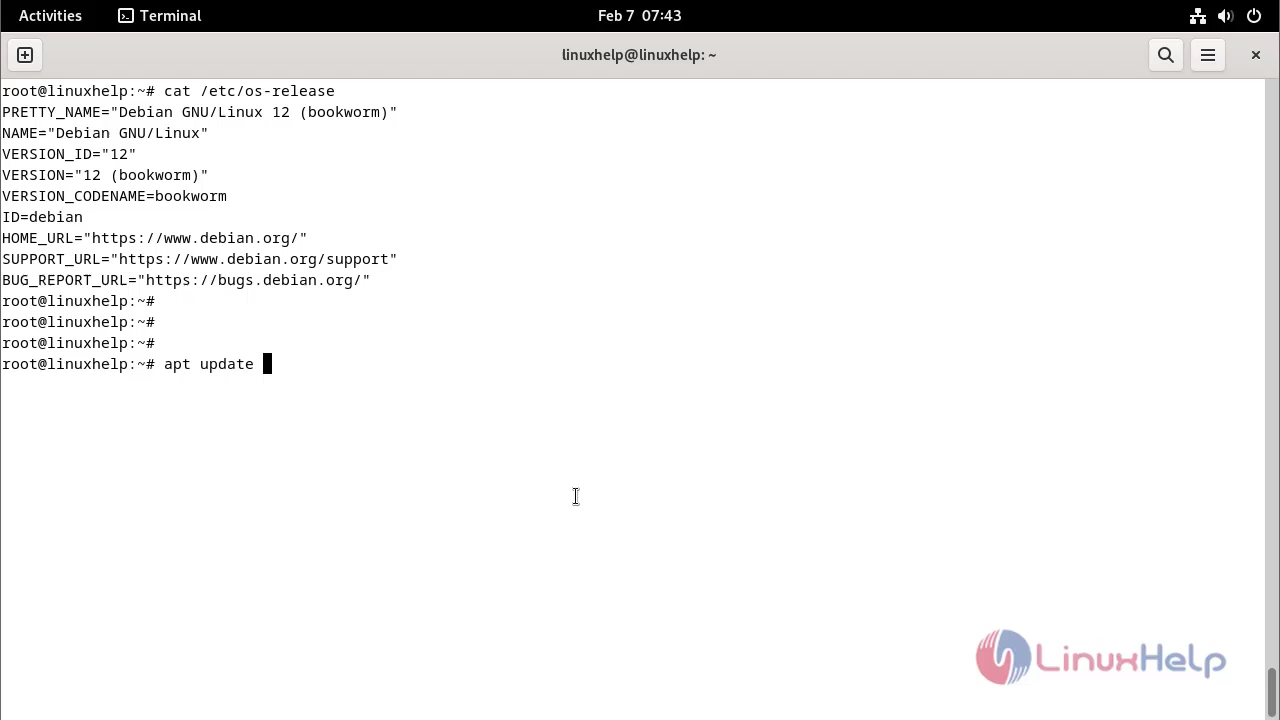 Activities Terminal Feb 7 07:43
linuxhelp@linuxhelp: ~
root@linuxhelp:~# cat /etc/os-release
PRETTY_NAME="Debian GNU/Linux 12 (bookworm)"
NAME="Debian GNU/Linux"
VERSION_ID="12"
VERSION="12 (bookworm)"
VERSION_CODENAME=bookworm
ID=debian
HOME_URL="https://www.debian.org/"
SUPPORT_URL="https://www.debian.org/support"
BUG_REPORT_URL="https://bugs.debian.org/"
root@linuxhelp:~#
root@linuxhelp:~#
root@linuxhelp:~#
root@linuxhelp:~# apt update
LinuxHelp